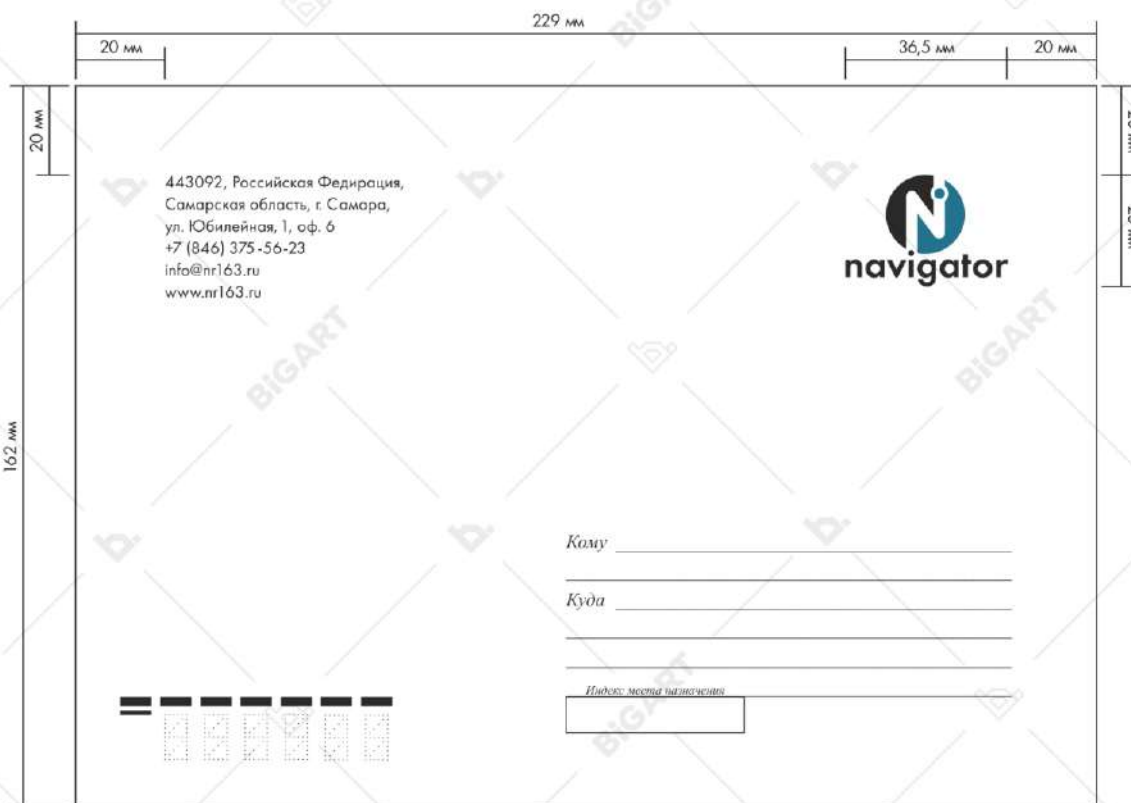 229 мм
20 мм
36,5 мм
20 мм
20 мм
443092, Российская Федирация,
Самарская область, г. Самара,
ул. Юбилейная, 1, оф. 6
+7 (846) 375-56-23
info@nr163.ru
www.nr163.ru
N
navigator
BiGART
BiGART
BiGART
162 мм
Кому
Куда
Индекс места назначения
BiGART